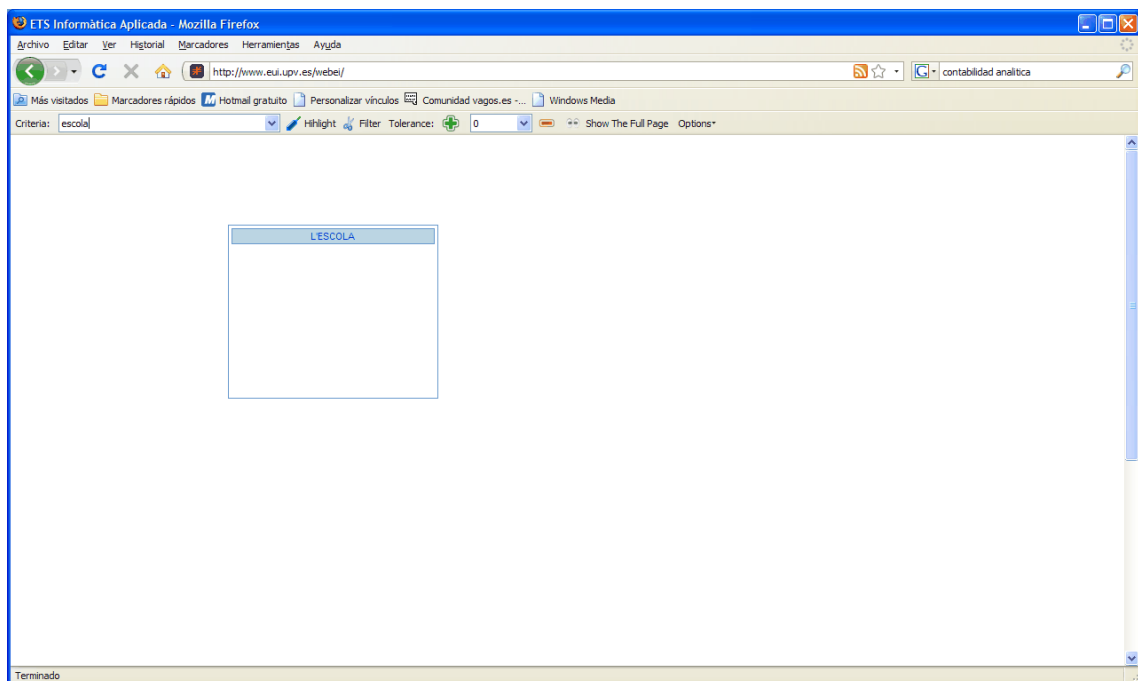 ETS Informàtica Aplicada - Mozilla Firefox
Archivo Editar Ver Historial Marcadores Herramientas Ayuda
http://www.eui.upv.es/webei/ G contabilidad analitica
Más visitados Marcadores rápidos M Hotmail gratuito Personalizar vínculos Comunidad vagos.es -... Windows Media
Criteria: escola Hihlight Filter Tolerance: 0 Show The Full Page Options
L'ESCOLA
Terminado